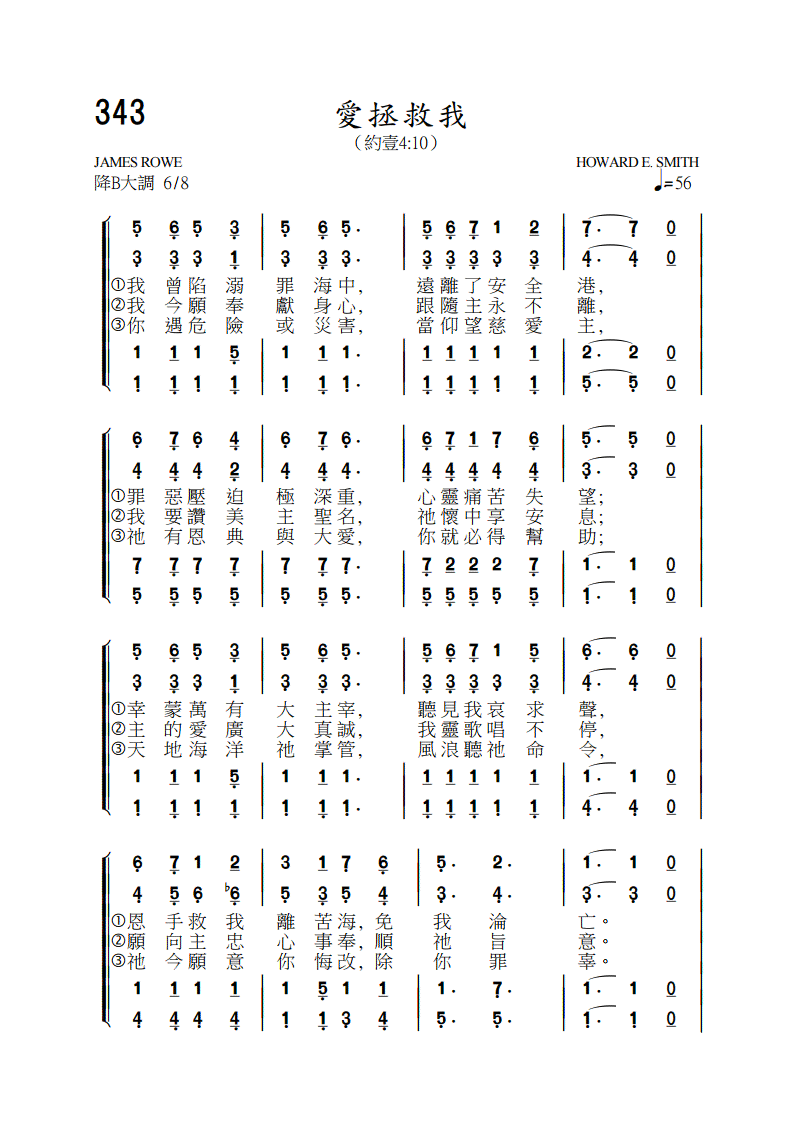 343
愛拯救我
（約壹4:10）
JAMES ROWE HOWARD E. SMITH
降B大調 6/8 ♩=56
5 6 5 3 | 5 6 5· | 5 6 7 1 2 | 7· 7 0
3 3 3 1 | 3 3 3· | 3 3 3 3 3 | 4· 4 0
①我曾陷溺罪海中，遠離了安全港，
②我今願奉獻身心，跟隨主永不離，
③你遇危險或災害，當仰望慈愛主，
1 1 1 5 | 1 1 1· | 1 1 1 1 1 | 2· 2 0
1 1 1 1 | 1 1 1· | 1 1 1 1 1 | 5· 5 0
6 7 6 4 | 6 7 6· | 6 7 1 7 6 | 5· 5 0
4 4 4 2 | 4 4 4· | 4 4 4 4 4 | 3· 3 0
①罪惡壓迫極深重，心靈痛苦失望；
②我要讚美主聖名，祂懷中享安息；
③祂有恩典與大愛，你就必得幫助；
7 7 7 7 | 7 7 7· | 7 2 2 2 7 | 1· 1 0
5 5 5 5 | 5 5 5· | 5 5 5 5 5 | 1· 1 0
5 6 5 3 | 5 6 5· | 5 6 7 1 5 | 6· 6 0
3 3 3 1 | 3 3 3· | 3 3 3 3 3 | 4· 4 0
①幸蒙萬有大主宰，聽見我哀求聲，
②主的愛廣大真誠，我靈歌唱不停，
③天地海洋祂掌管，風浪聽祂命令，
1 1 1 5 | 1 1 1· | 1 1 1 1 1 | 1· 1 0
1 1 1 1 | 1 1 1· | 1 1 1 1 1 | 4· 4 0
6 7 1 2 | 3 1 7 6 | 5· 2· | 1· 1 0
4 5 6 ♭6 | 5 3 5 4 | 3· 4· | 3· 3 0
①恩手救我離苦海，免我淪亡。
②願向主忠心事奉，順祂旨意。
③祂今願意你悔改，除你罪辜。
1 1 1 1 | 1 5 1 1 | 1· 7· | 1· 1 0
4 4 4 4 | 1 1 3 4 | 5· 5· | 1· 1 0